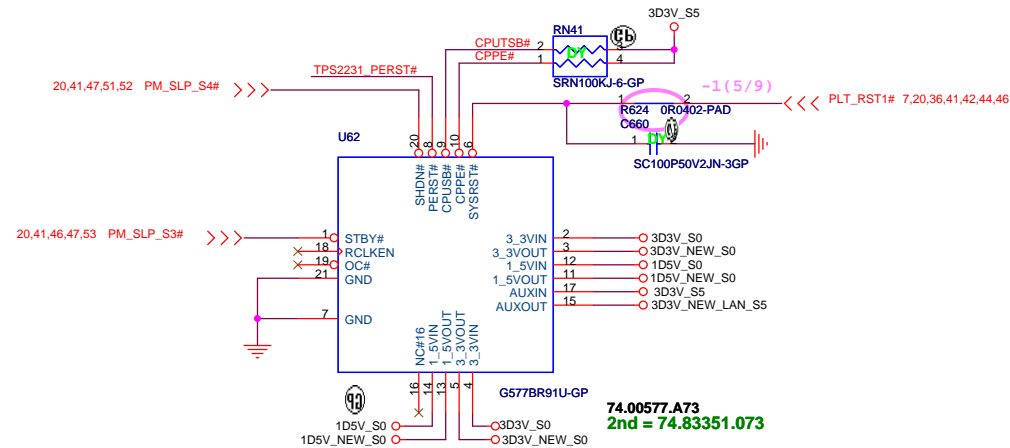 3D3V_S5
RN41
CPUTSB# 2 3
DY
CPPE# 1 4
SRN100KJ-6-GP
TPS2231_PERST#
20,41,47,51,52 PM_SLP_S4#
-1(5/9)
1 2 PLT_RST1# 7,20,36,41,42,44,46
R624 0R0402-PAD
C660
DY
1 2
SC100P50V2JN-3GP
U62
20 8 9 10 6
SHDN# PERST# CPUSB# CPPE# SYSRST#
20,41,46,47,53 PM_SLP_S3# 1 STBY#
18 RCLKEN
19 OC#
21 GND
7 GND
3_3VIN 2 3D3V_S0
3_3VOUT 3 3D3V_NEW_S0
1_5VIN 12 1D5V_S0
1_5VOUT 11 1D5V_NEW_S0
AUXIN 17 3D3V_S5
AUXOUT 15 3D3V_NEW_LAN_S5
NC#16 1_5VIN 1_5VOUT 3_3VOUT 3_3VIN
16 14 13 5 4
G577BR91U-GP
74.00577.A73
2nd = 74.83351.073
1D5V_S0 3D3V_S0
1D5V_NEW_S0 3D3V_NEW_S0